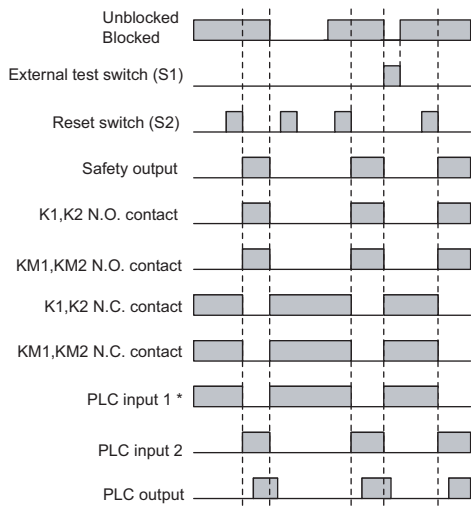 Unblocked
Blocked
External test switch (S1)
Reset switch (S2)
Safety output
K1,K2 N.O. contact
KM1,KM2 N.O. contact
K1,K2 N.C. contact
KM1,KM2 N.C. contact
PLC input 1 *
PLC input 2
PLC output